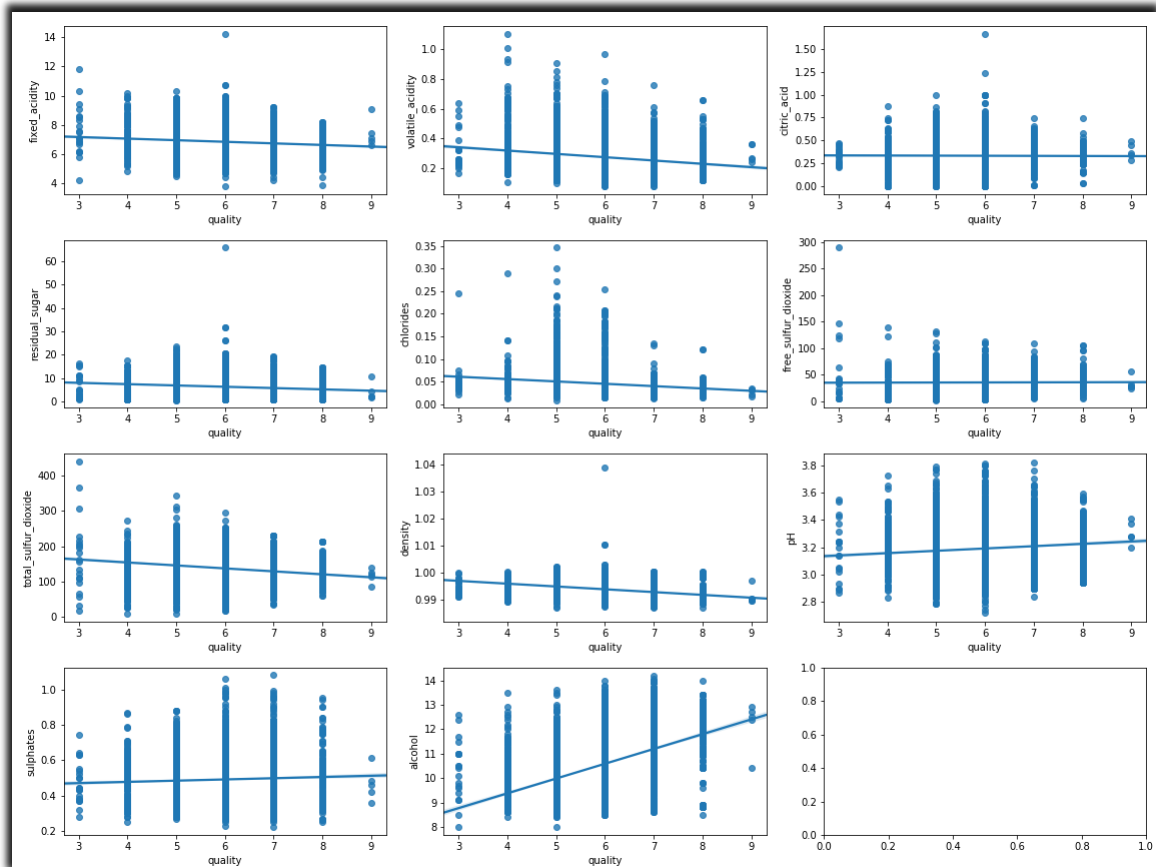 14
12
10
8
6
4
fixed_acidity
3 4 5 6 7 8 9
quality
1.0
0.8
0.6
0.4
0.2
volatile_acidity
3 4 5 6 7 8 9
quality
1.50
1.25
1.00
0.75
0.50
0.25
0.00
citric_acid
3 4 5 6 7 8 9
quality
60
50
40
30
20
10
0
residual_sugar
3 4 5 6 7 8 9
quality
0.35
0.30
0.25
0.20
0.15
0.10
0.05
0.00
chlorides
3 4 5 6 7 8 9
quality
300
250
200
150
100
50
0
free_sulfur_dioxide
3 4 5 6 7 8 9
quality
400
300
200
100
0
total_sulfur_dioxide
3 4 5 6 7 8 9
quality
1.04
1.03
1.02
1.01
1.00
0.99
density
3 4 5 6 7 8 9
quality
3.8
3.6
3.4
3.2
3.0
2.8
pH
3 4 5 6 7 8 9
quality
1.0
0.8
0.6
0.4
0.2
sulphates
3 4 5 6 7 8 9
quality
14
13
12
11
10
9
8
alcohol
3 4 5 6 7 8 9
quality
1.0
0.8
0.6
0.4
0.2
0.0
0.0 0.2 0.4 0.6 0.8 1.0